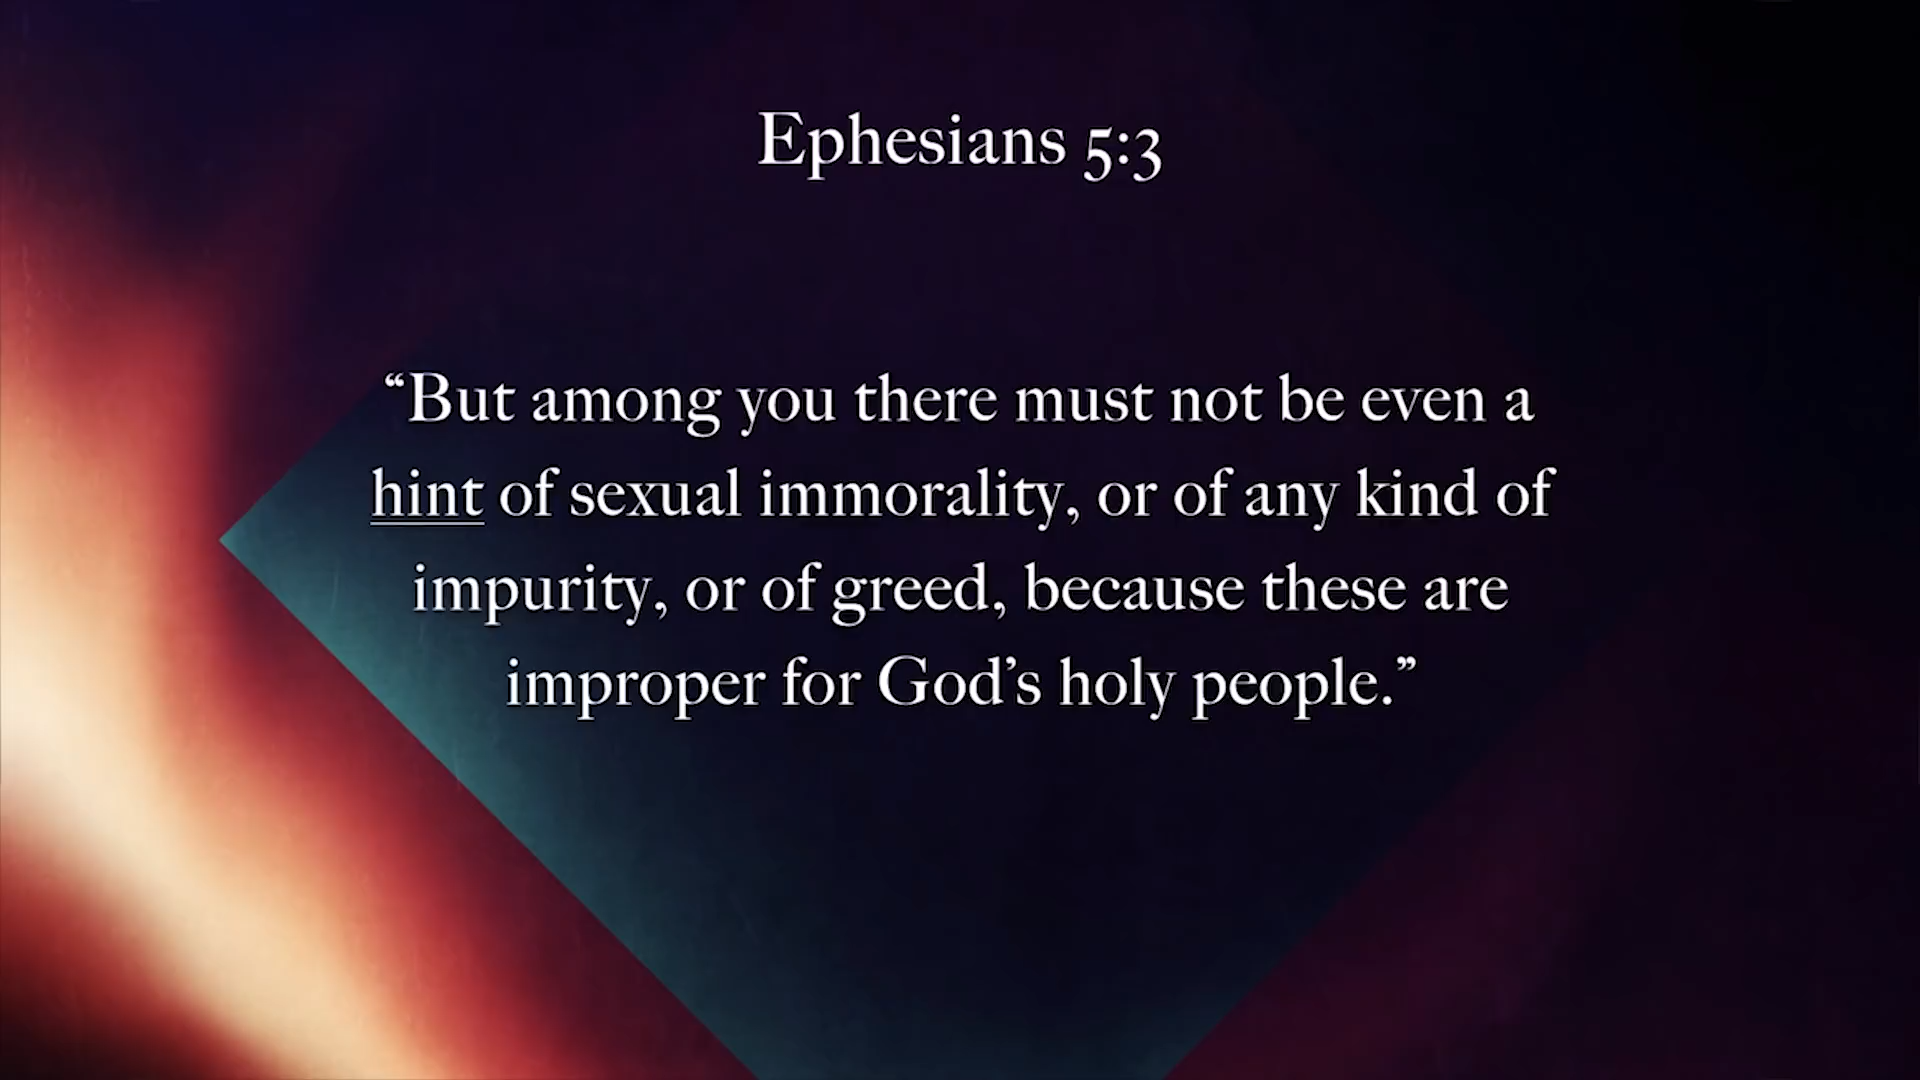 Ephesians 5:3
“But among you there must not be even a
hint of sexual immorality, or of any kind of
impurity, or of greed, because these are
improper for God’s holy people.”